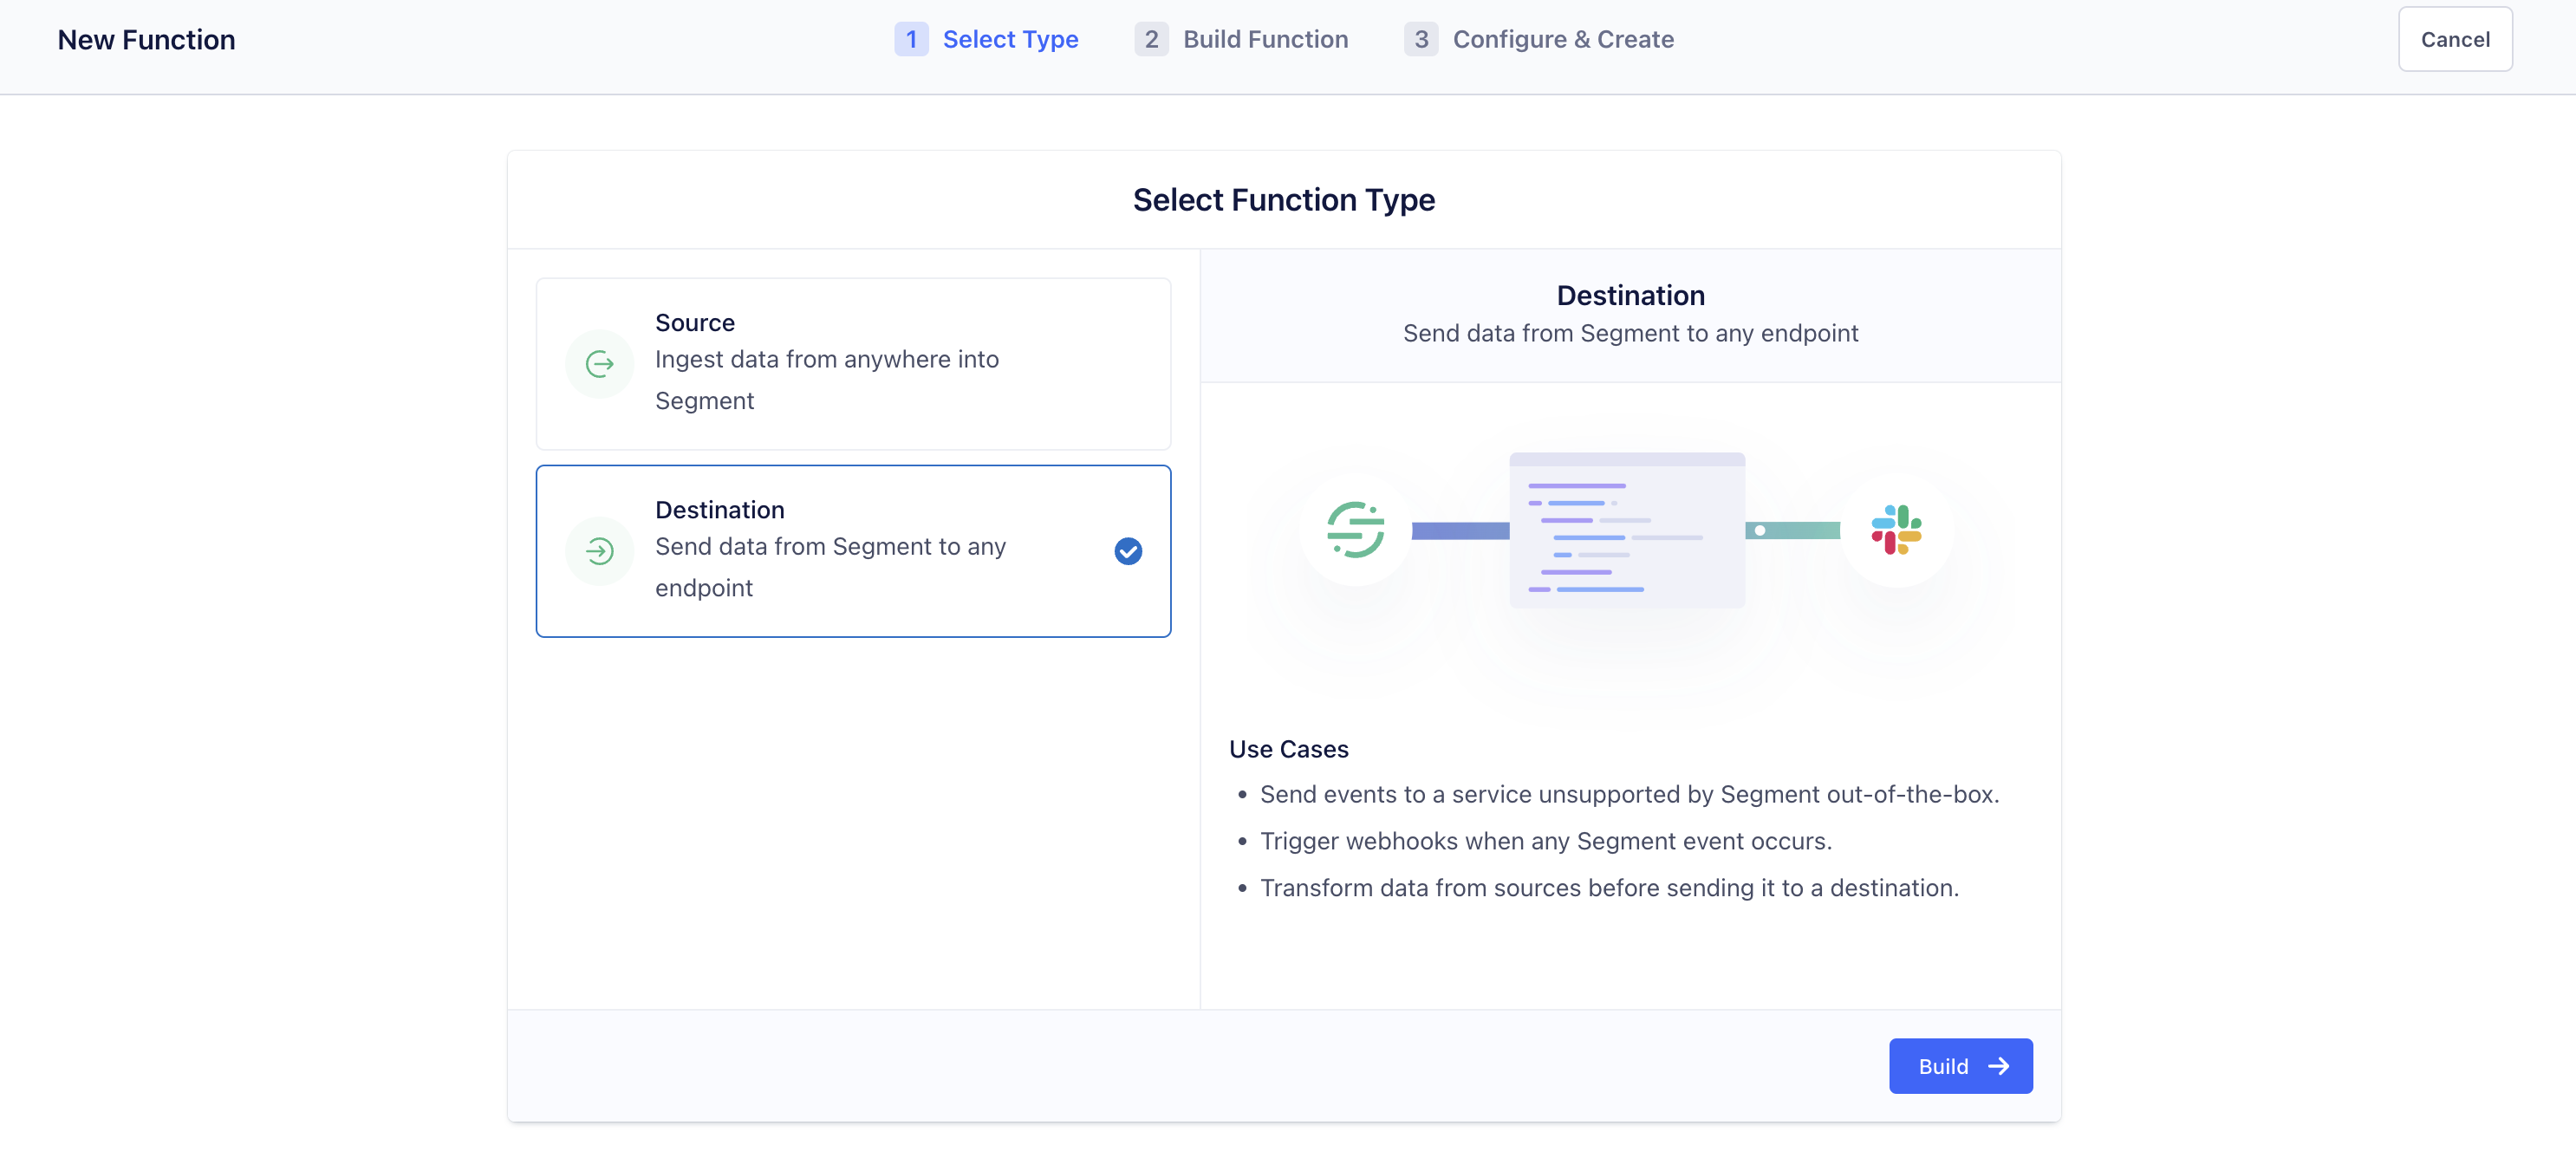 New Function
1 Select Type
2 Build Function
3 Configure & Create
Cancel
Select Function Type
Source
Ingest data from anywhere into
Segment
Destination
Send data from Segment to any
endpoint
Destination
Send data from Segment to any endpoint
Use Cases
• Send events to a service unsupported by Segment out-of-the-box.
• Trigger webhooks when any Segment event occurs.
• Transform data from sources before sending it to a destination.
Build